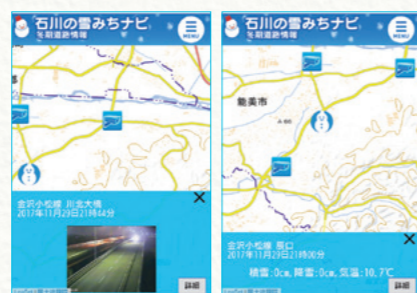 石川の雪みちナビ
冬期道路情報
MENU
金沢小松線 川北大橋
2017年11月29日21時44分
×
詳細
石川の雪みちナビ
冬期道路情報
MENU
能美市
金沢小松線 辰口
2017年11月29日21時00分
×
積雪:0cm, 降雪:0cm, 気温:10.7℃
詳細